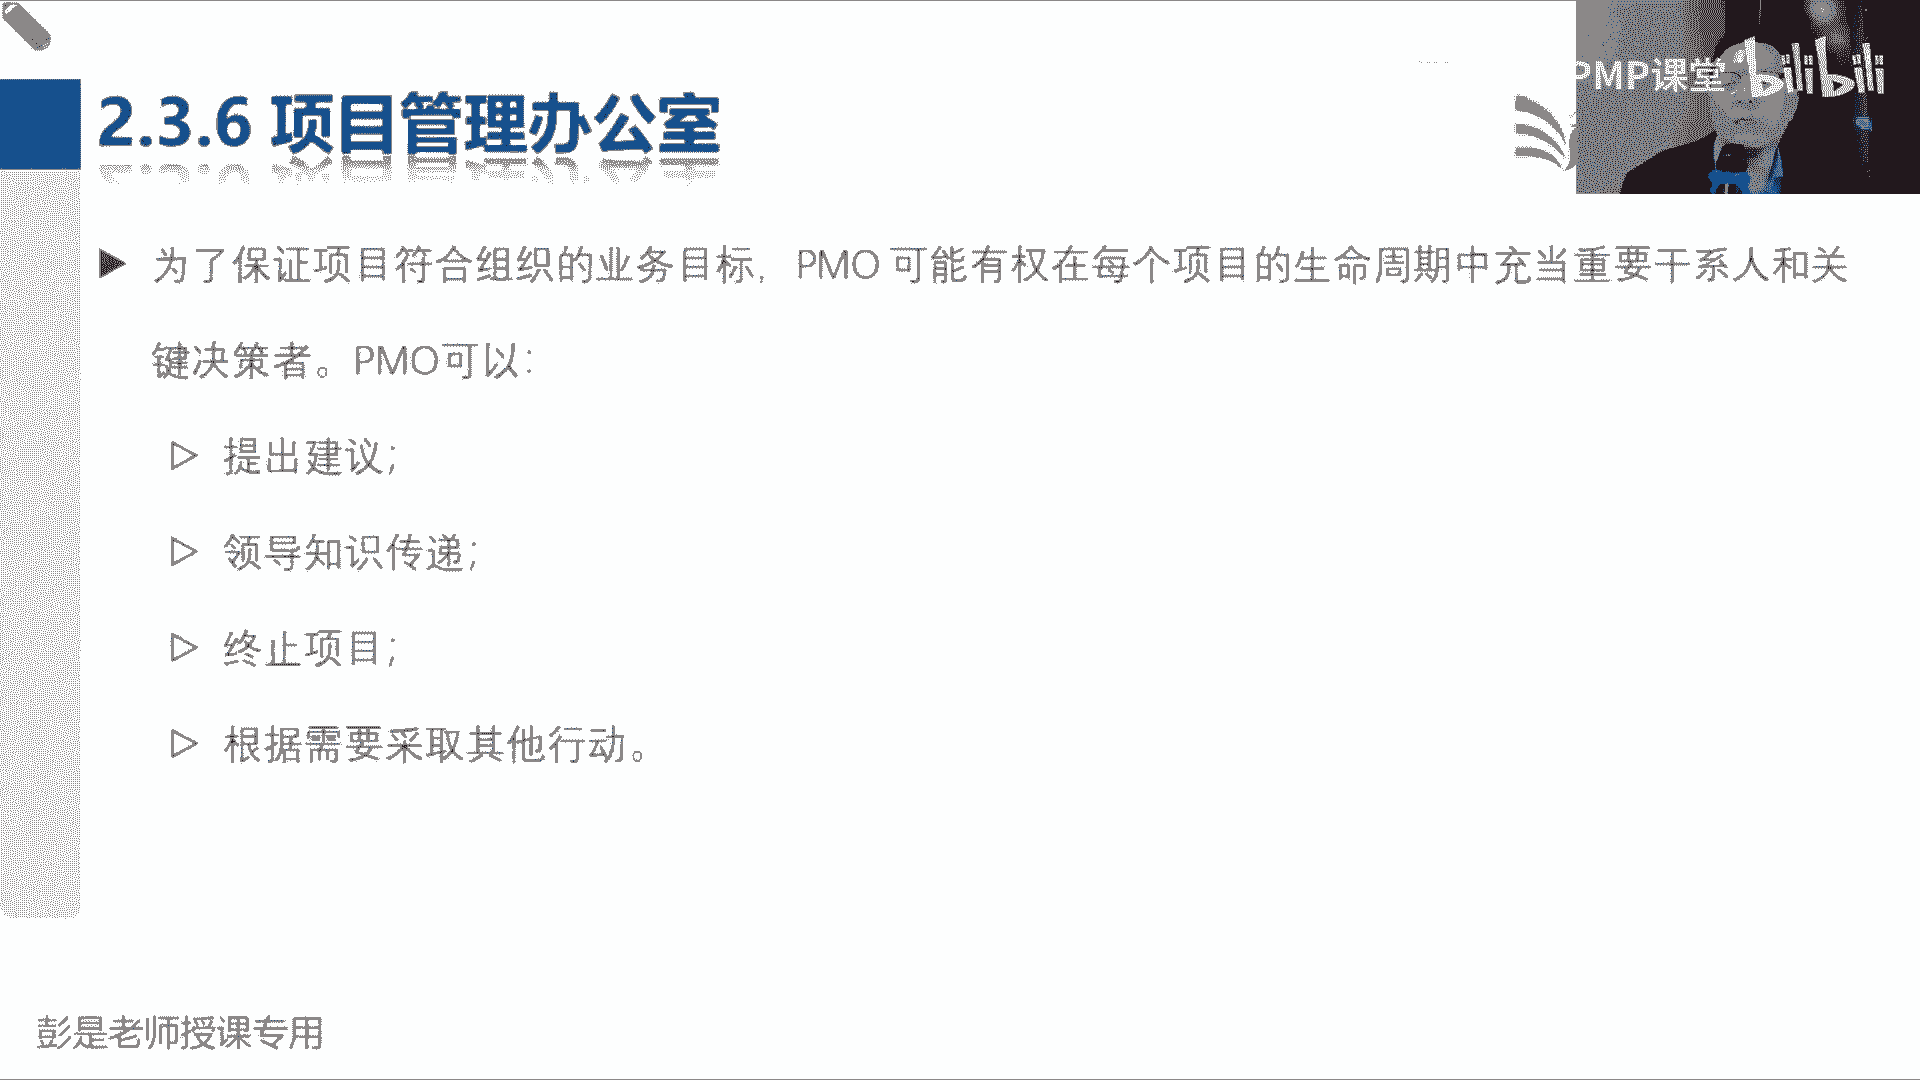 PMP课堂 bilibili
2.3.6 项目管理办公室
为了保证项目符合组织的业务目标，PMO 可能有权在每个项目的生命周期中充当重要干系人和关
键决策者。PMO可以：
提出建议；
领导知识传递；
终止项目；
根据需要采取其他行动。
彭是老师授课专用